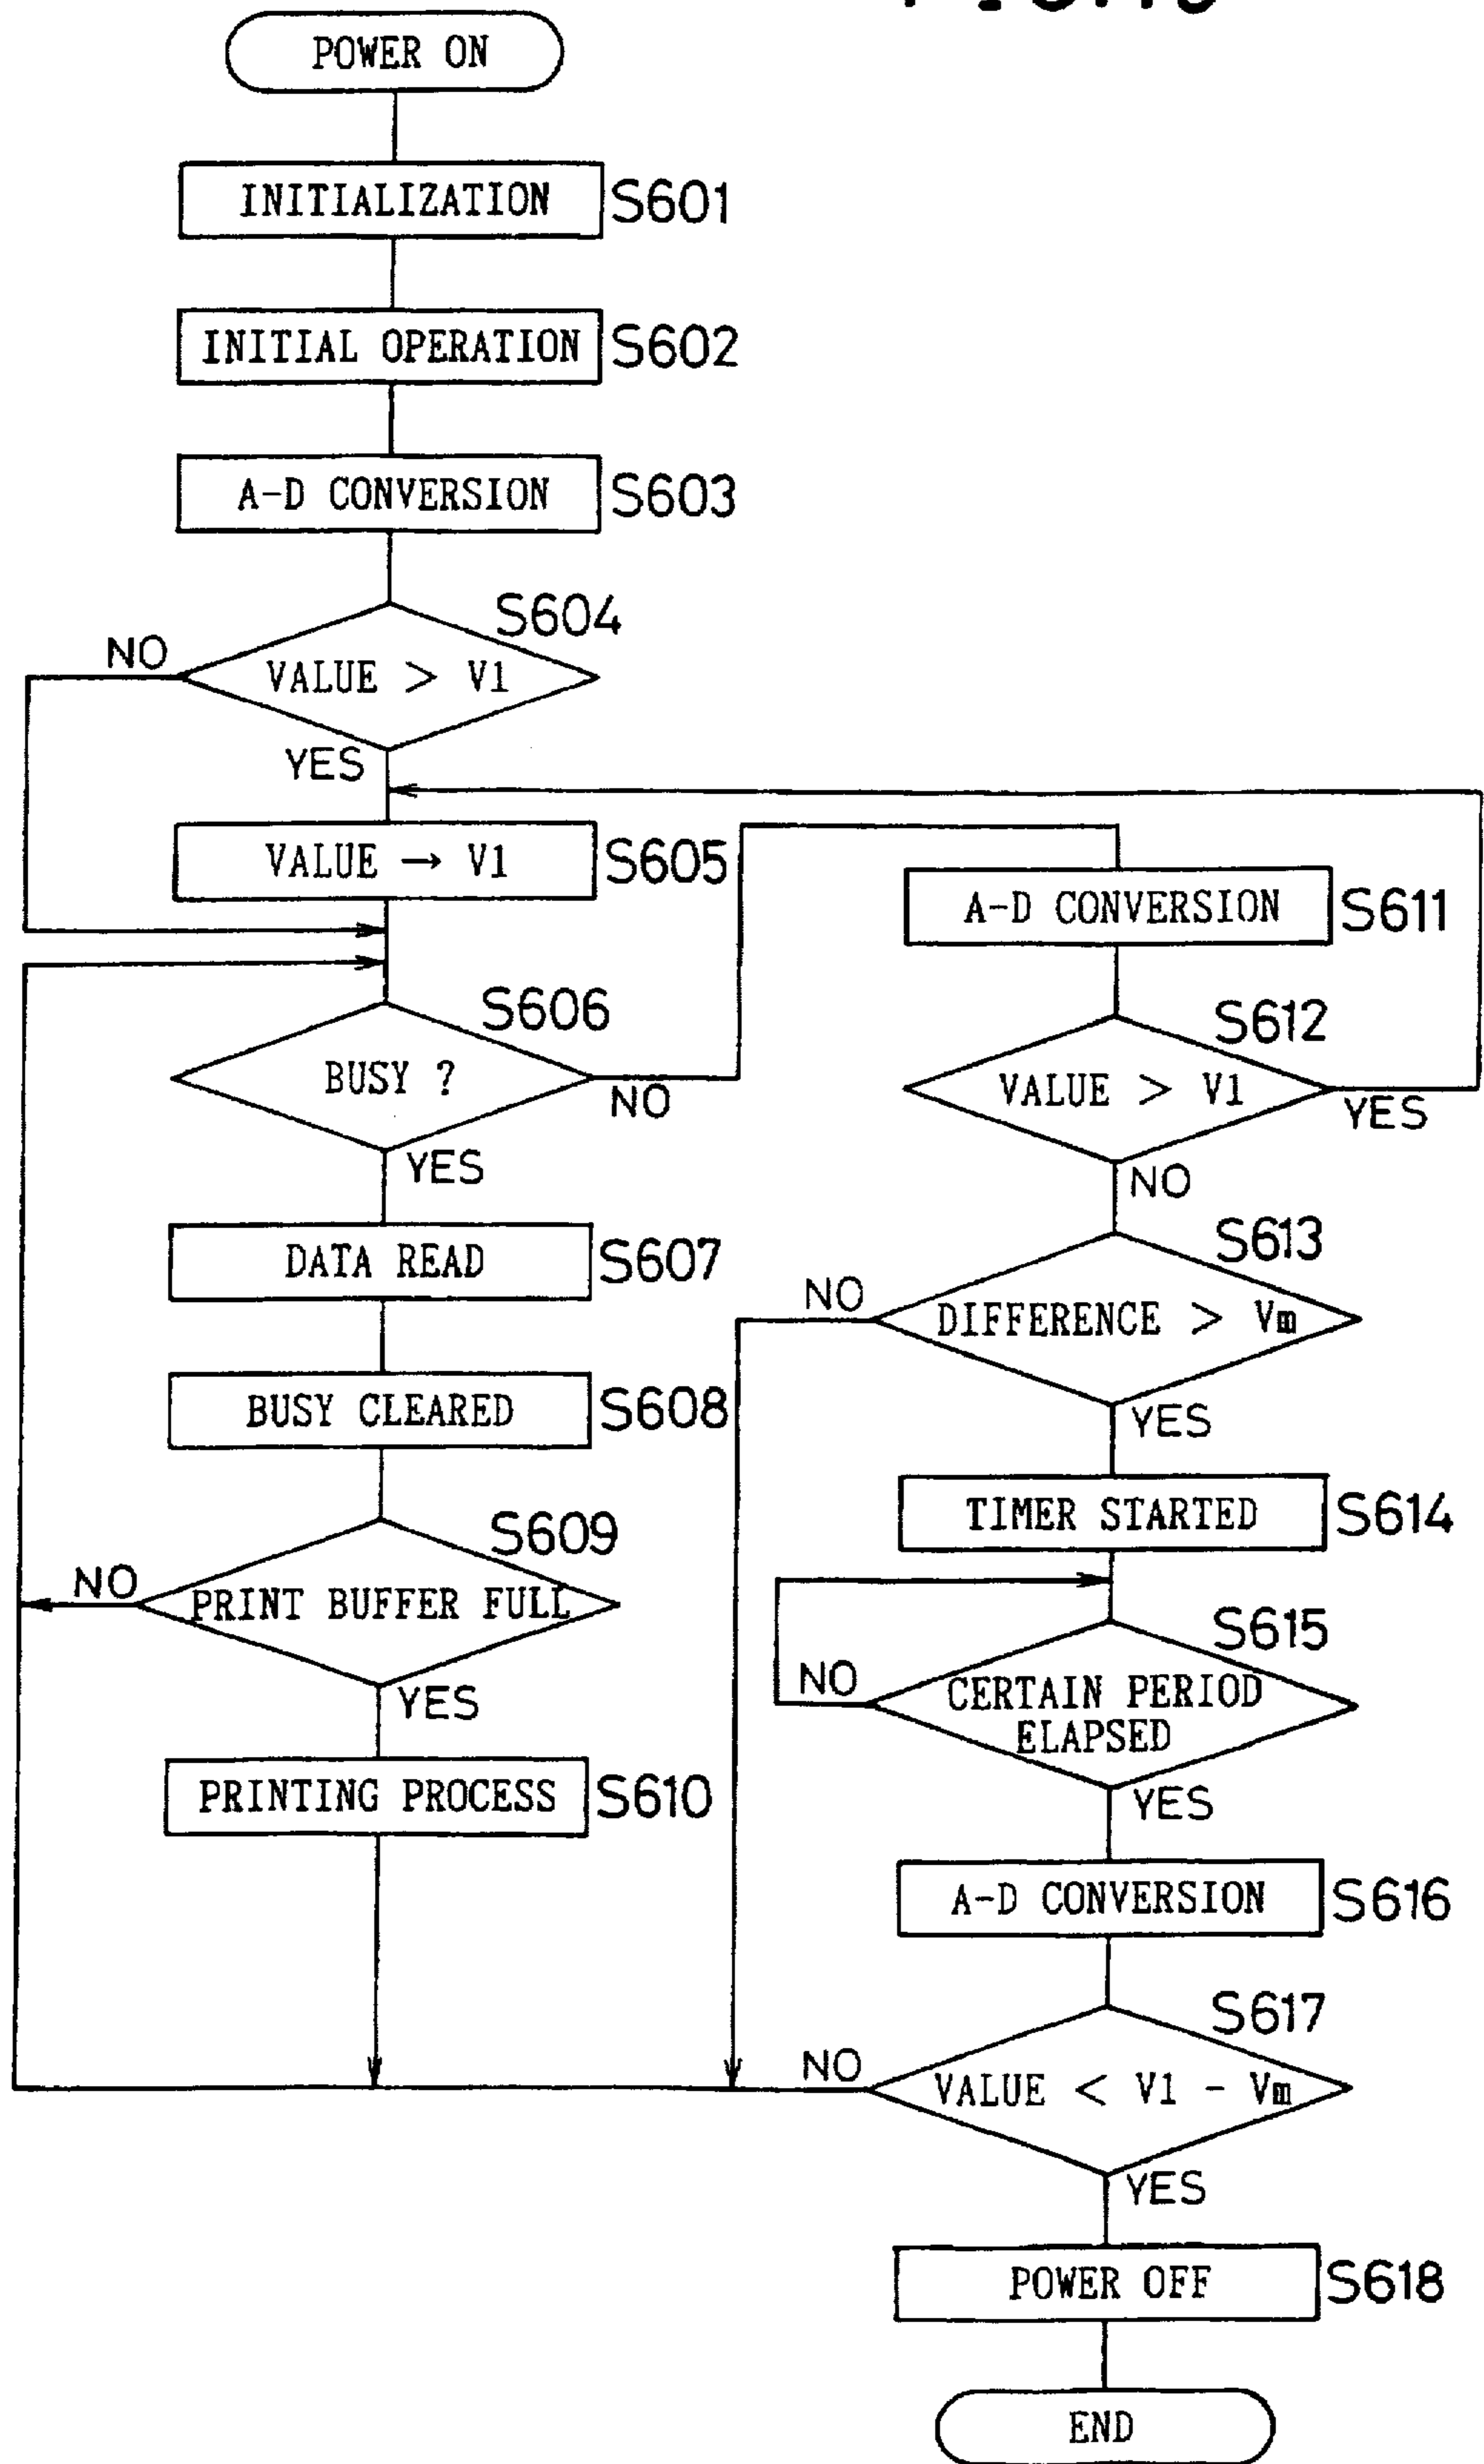 POWER ON
INITIALIZATION S601
INITIAL OPERATION S602
A-D CONVERSION S603
S604
NO
VALUE > V1
YES
VALUE → V1 S605
S606
BUSY ?
NO
YES
DATA READ S607
BUSY CLEARED S608
S609
NO
PRINT BUFFER FULL
YES
PRINTING PROCESS S610
A-D CONVERSION S611
S612
VALUE > V1
YES
NO
S613
NO
DIFFERENCE > Vm
YES
TIMER STARTED S614
S615
NO
CERTAIN PERIOD
ELAPSED
YES
A-D CONVERSION S616
S617
NO
VALUE < V1 - Vm
YES
POWER OFF S618
END